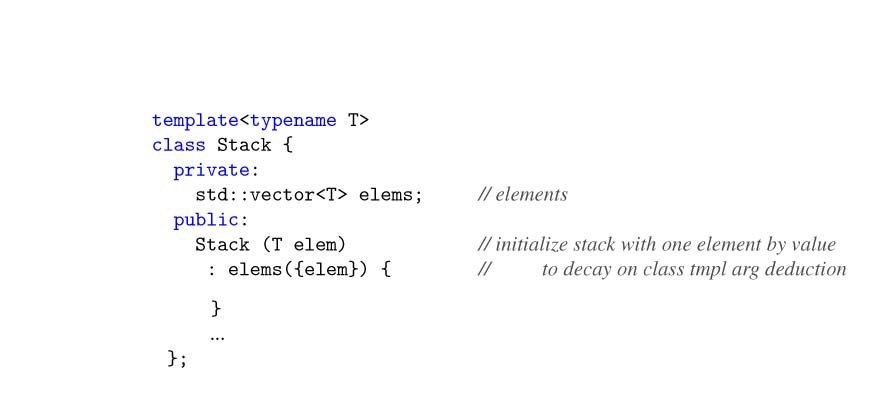 template<typename T>
class Stack {
private:
std::vector<T> elems; // elements
public:
Stack (T elem) // initialize stack with one element by value
: elems({elem}) { // to decay on class tmpl arg deduction
}
...
};